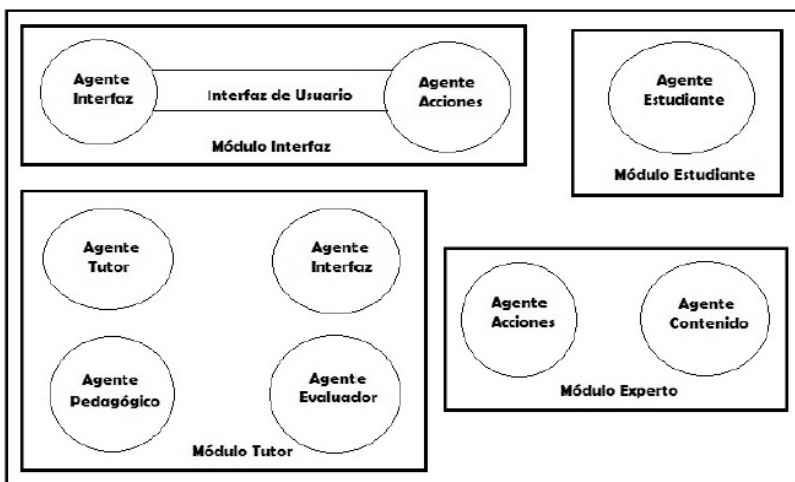 Agente
Interfaz
Interfaz de Usuario
Agente
Acciones
Módulo Interfaz
Agente
Estudiante
Módulo Estudiante
Agente
Tutor
Agente
Interfaz
Agente
Pedagógico
Agente
Evaluador
Módulo Tutor
Agente
Acciones
Agente
Contenido
Módulo Experto